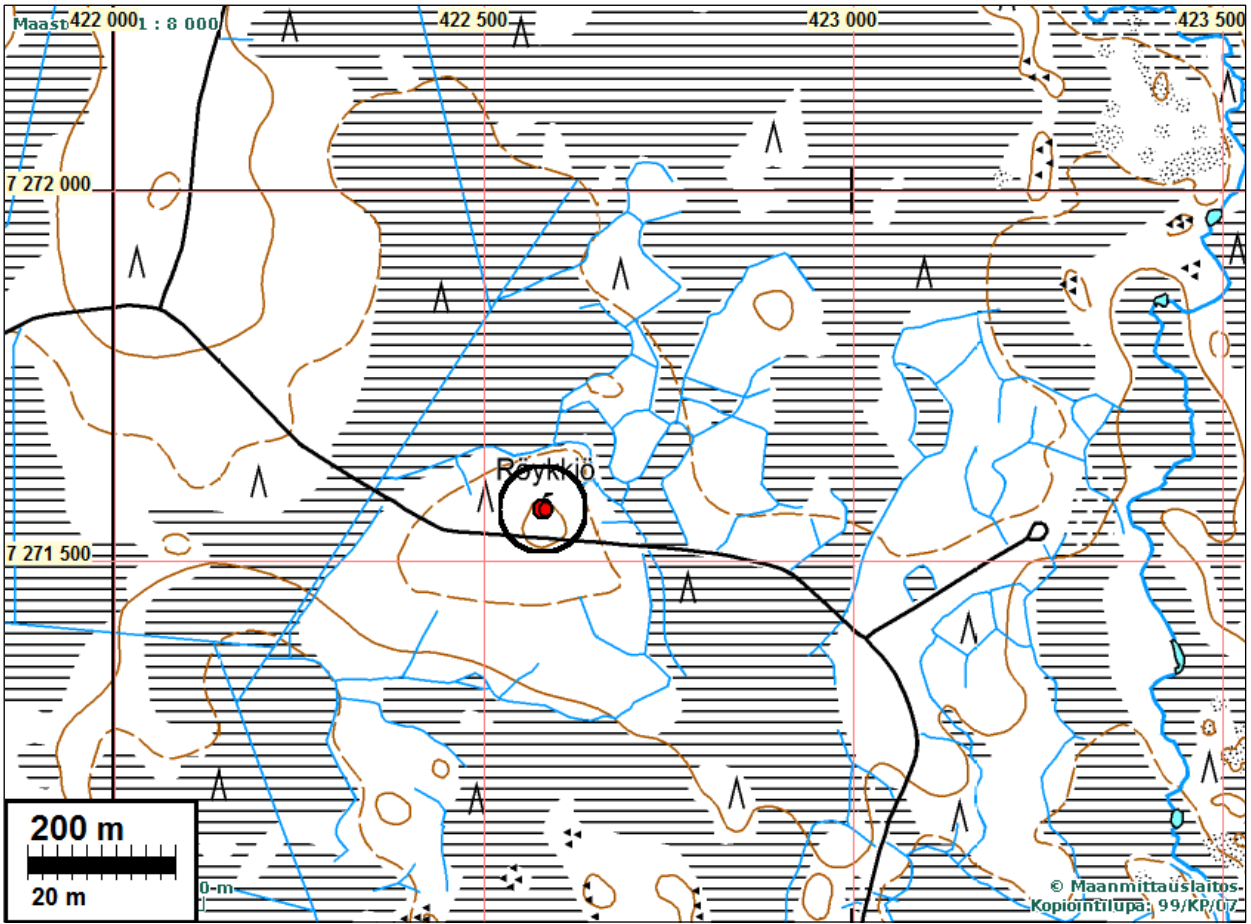 Maast
422 000
1 : 8 000
422 500
423 000
423 500
7 272 000
Röykkiö
7 271 500
200 m
20 m
0-m
© Maanmittauslaitos
Kopiointilupa: 99/KP/07